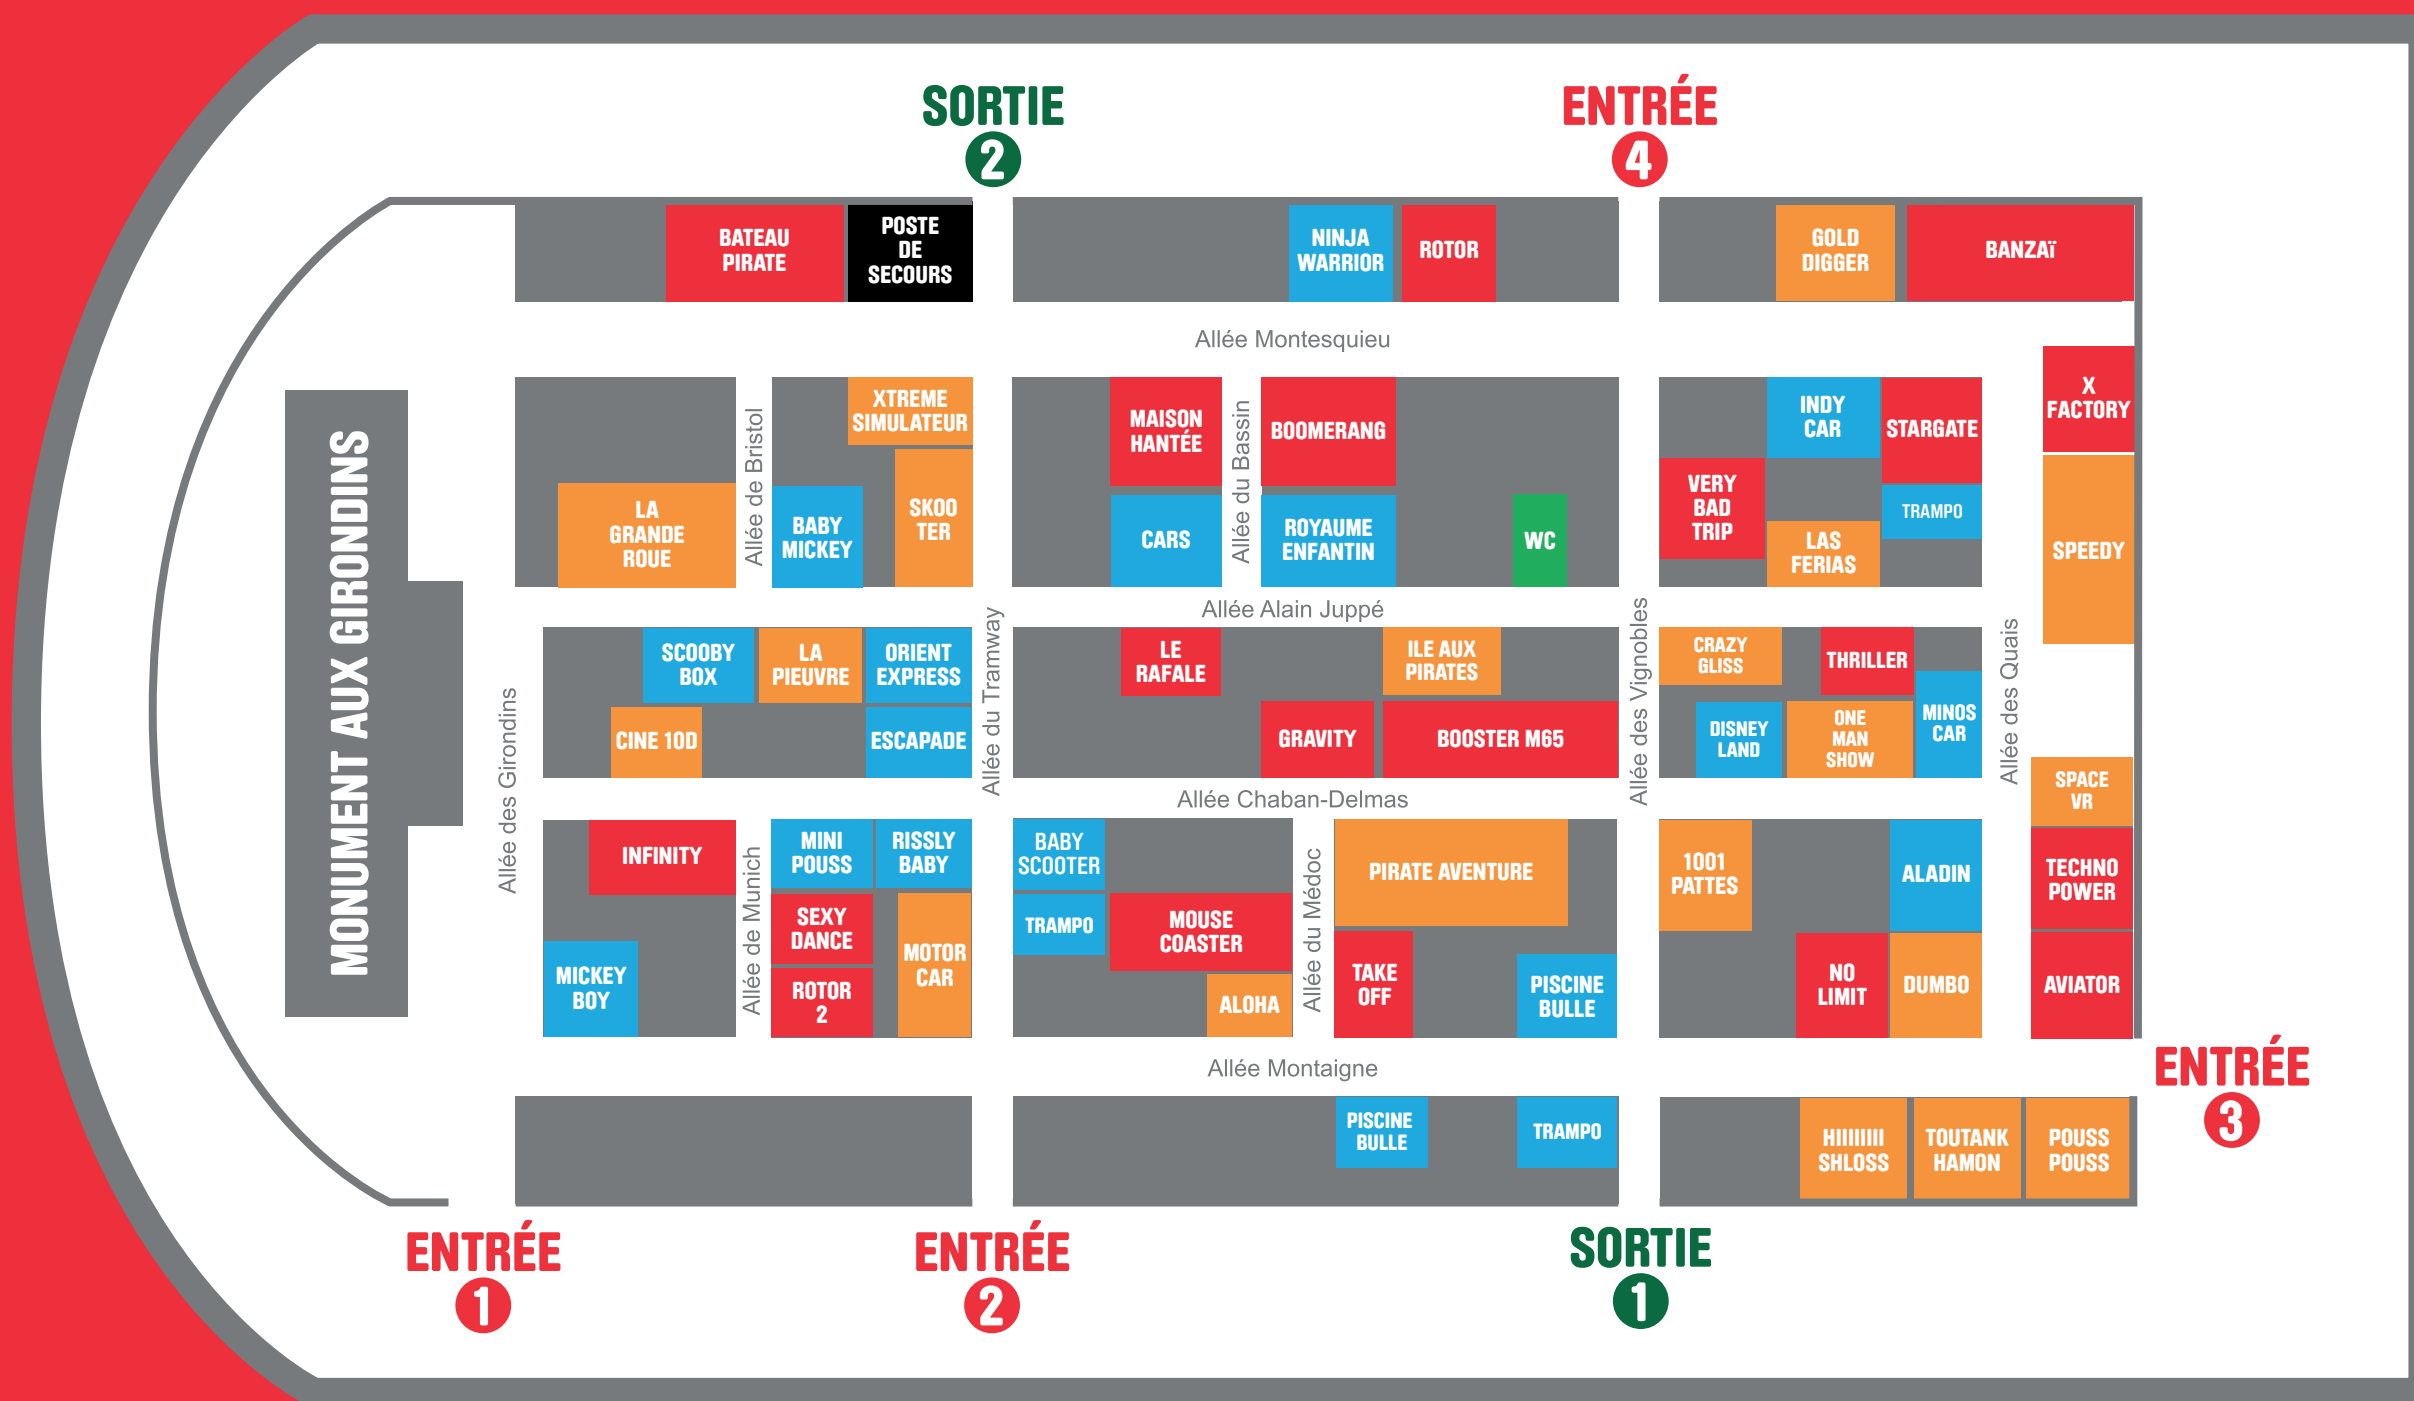 SORTIE
2
ENTRÉE
4
BATEAU
PIRATE
POSTE
DE
SECOURS
NINJA
WARRIOR
ROTOR
GOLD
DIGGER
BANZAï
Allée Montesquieu
MONUMENT AUX GIRONDINS
LA
GRANDE
ROUE
Allée de Bristol
XTREME
SIMULATEUR
BABY
MICKEY
SKOO
TER
MAISON
HANTÉE
CARS
Allée du Bassin
BOOMERANG
ROYAUME
ENFANTIN
WC
INDY
CAR
STARGATE
VERY
BAD
TRIP
LAS
FERIAS
TRAMPO
X
FACTORY
SPEEDY
Allée Alain Juppé
Allée des Girondins
SCOOBY
BOX
LA
PIEUVRE
ORIENT
EXPRESS
CINE 10D
ESCAPADE
Allée du Tramway
LE
RAFALE
ILE AUX
PIRATES
GRAVITY
BOOSTER M65
Allée des Vignobles
CRAZY
GLISS
THRILLER
DISNEY
LAND
ONE
MAN
SHOW
MINOS
CAR
Allée des Quais
Allée Chaban-Delmas
SPACE
VR
TECHNO
POWER
AVIATOR
INFINITY
MICKEY
BOY
Allée de Munich
MINI
POUSS
RISSLY
BABY
SEXY
DANCE
ROTOR
2
MOTOR
CAR
BABY
SCOOTER
TRAMPO
MOUSE
COASTER
ALOHA
Allée du Médoc
PIRATE AVENTURE
TAKE
OFF
PISCINE
BULLE
1001
PATTES
ALADIN
NO
LIMIT
DUMBO
Allée Montaigne
ENTRÉE
3
PISCINE
BULLE
TRAMPO
HIIIIIIII
SHLOSS
TOUTANK
HAMON
POUSS
POUSS
ENTRÉE
1
ENTRÉE
2
SORTIE
1